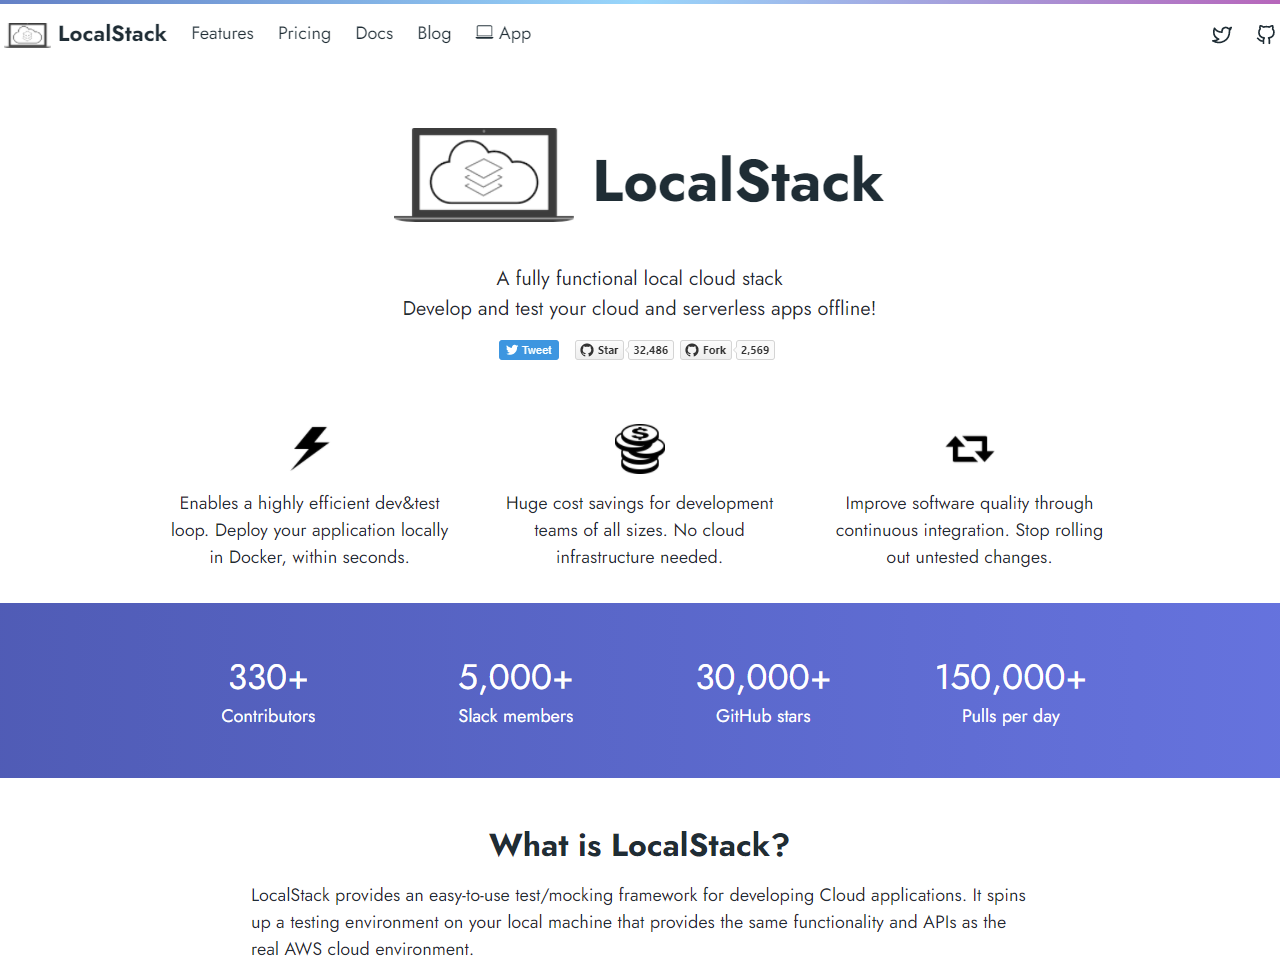 LocalStack Features Pricing Docs Blog App
LocalStack
A fully functional local cloud stack
Develop and test your cloud and serverless apps offline!
Tweet Star 32,486 Fork 2,569
Enables a highly efficient dev&test
loop. Deploy your application locally
in Docker, within seconds.
Huge cost savings for development
teams of all sizes. No cloud
infrastructure needed.
Improve software quality through
continuous integration. Stop rolling
out untested changes.
330+
Contributors
5,000+
Slack members
30,000+
GitHub stars
150,000+
Pulls per day
What is LocalStack?
LocalStack provides an easy-to-use test/mocking framework for developing Cloud applications. It spins
up a testing environment on your local machine that provides the same functionality and APIs as the
real AWS cloud environment.